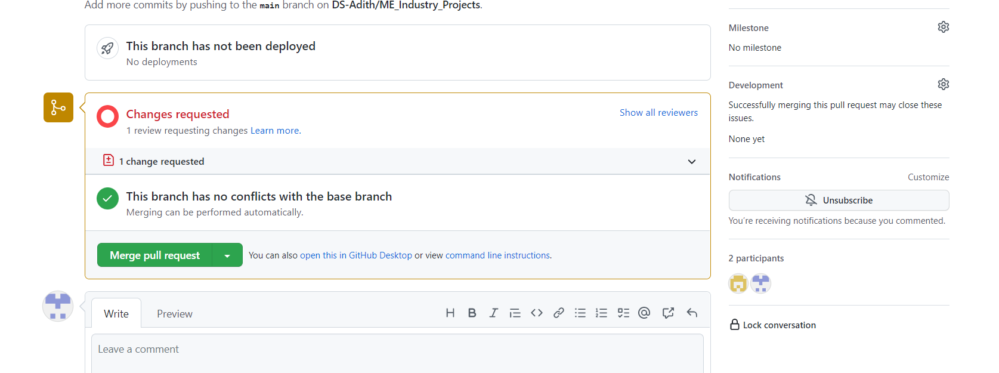 Add more commits by pushing to the main branch on DS-Adith/ME_Industry_Projects.
This branch has not been deployed
No deployments
Changes requested
Show all reviewers
1 review requesting changes Learn more.
1 change requested
This branch has no conflicts with the base branch
Merging can be performed automatically.
Merge pull request
You can also open this in GitHub Desktop or view command line instructions.
Write
Preview
Leave a comment
Milestone
No milestone
Development
Successfully merging this pull request may close these
issues.
None yet
Notifications
Customize
Unsubscribe
You’re receiving notifications because you commented.
2 participants
Lock conversation